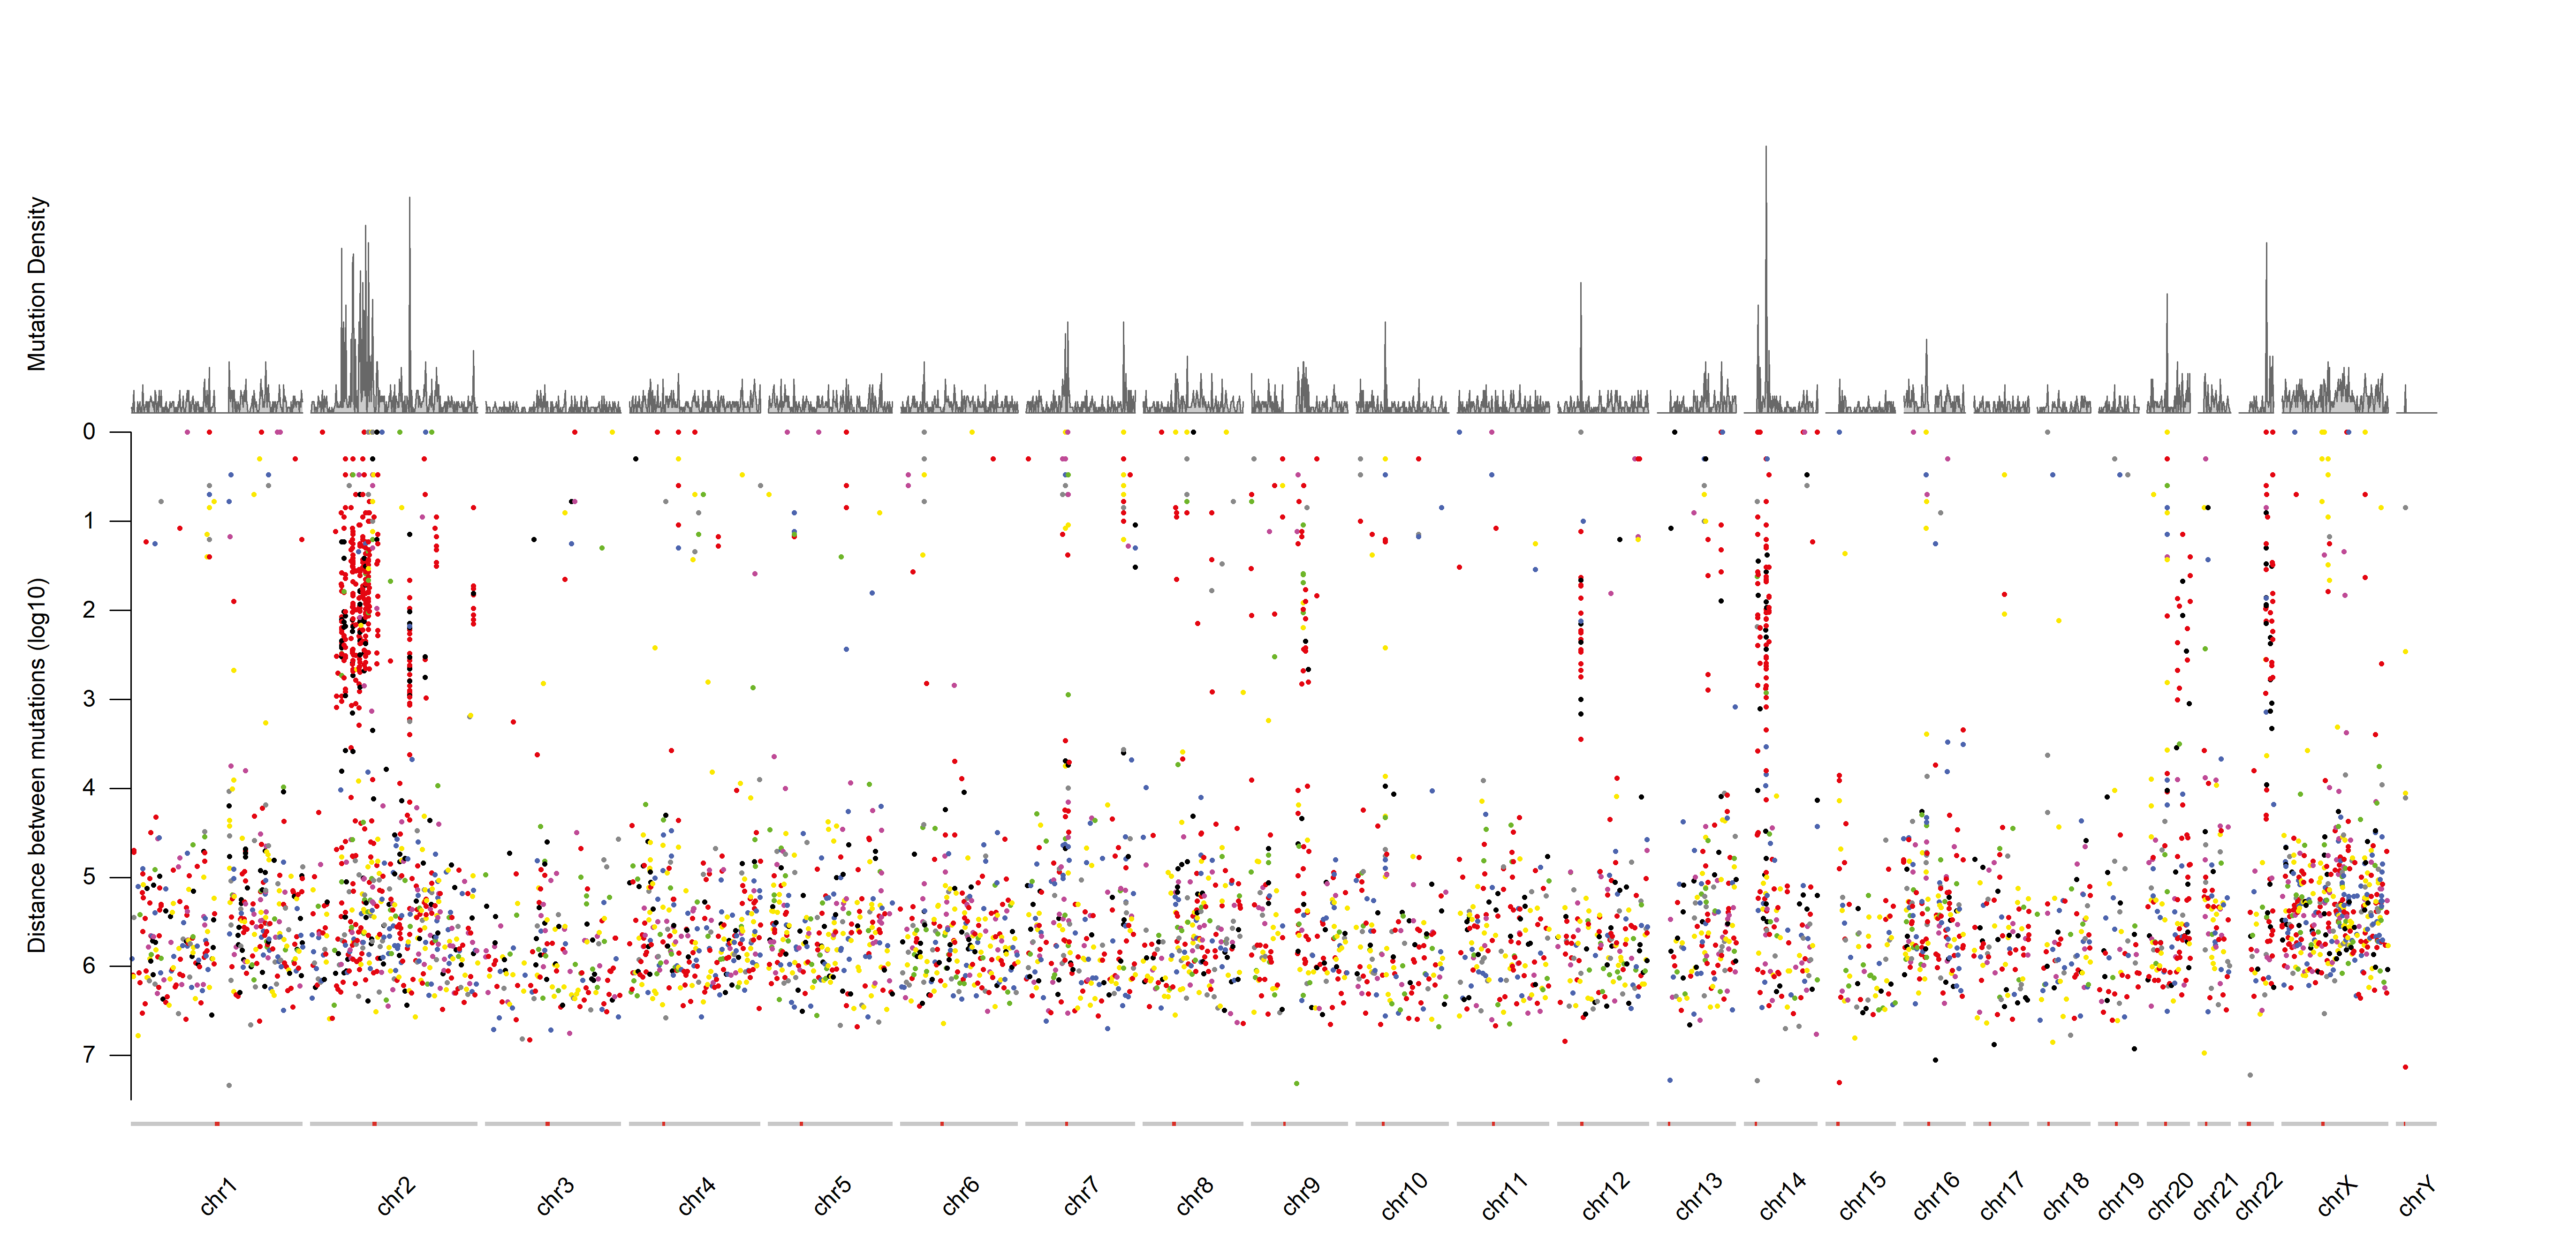 Mutation Density
Distance between mutations (log10)
0
1
2
3
4
5
6
7
chr1
chr2
chr3
chr4
chr5
chr6
chr7
chr8
chr9
chr10
chr11
chr12
chr13
chr14
chr15
chr16
chr17
chr18
chr19
chr20
chr21
chr22
chrX
chrY